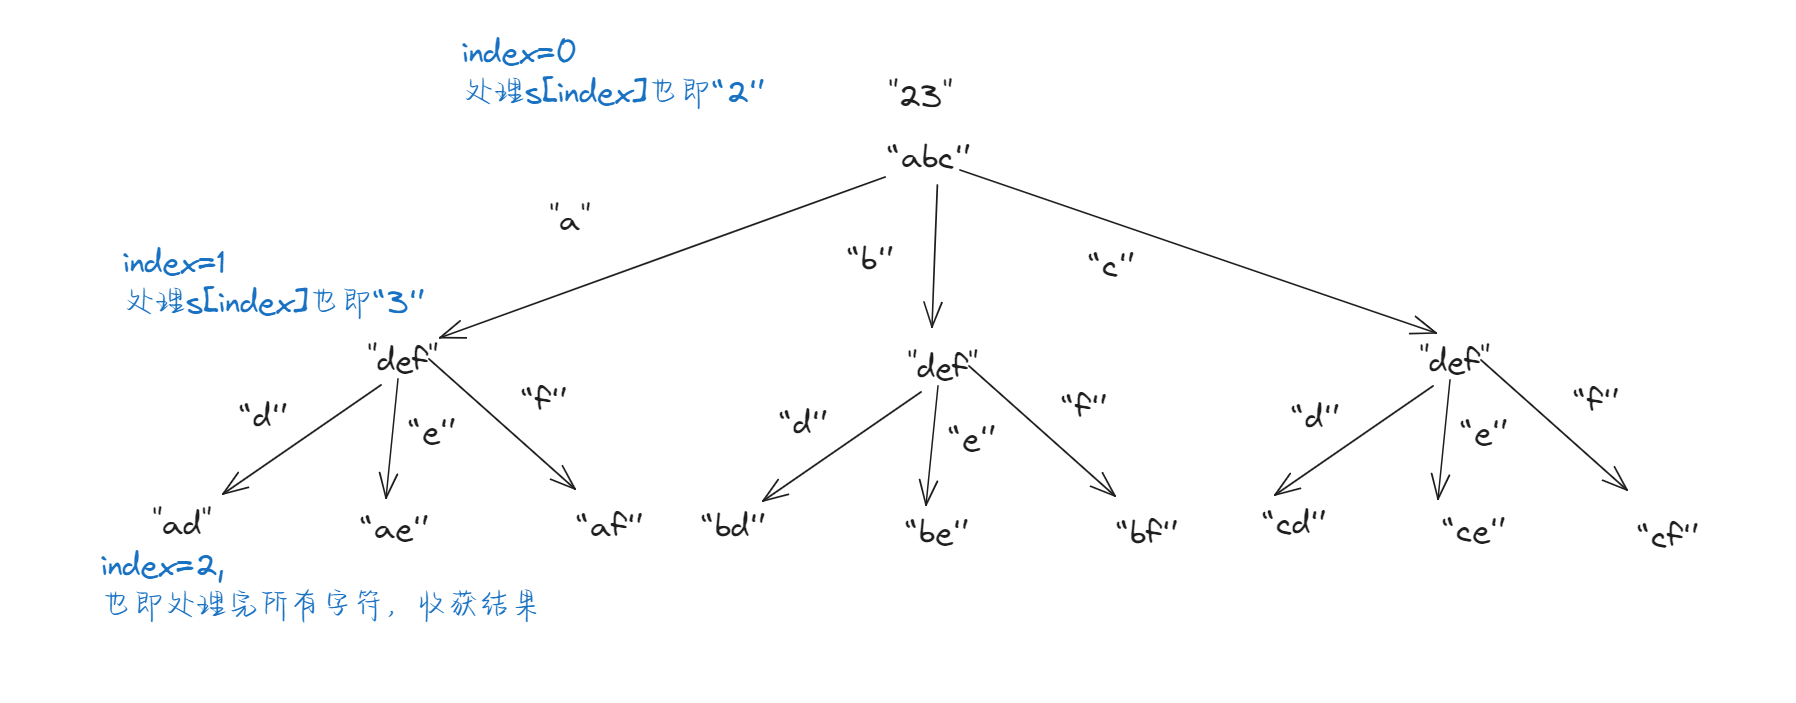 index=0
处理s[index]也即“2”
"23"
“abc”
"a"
“b”
“c”
index=1
处理s[index]也即“3”
"def"
"def"
"def"
“d”
“e”
“f”
“d”
“e”
“f”
“d”
“e”
“f”
"ad"
“ae”
“af”
“bd”
“be”
“bf”
“cd”
“ce”
“cf”
index=2,
也即处理完所有字符，收获结果